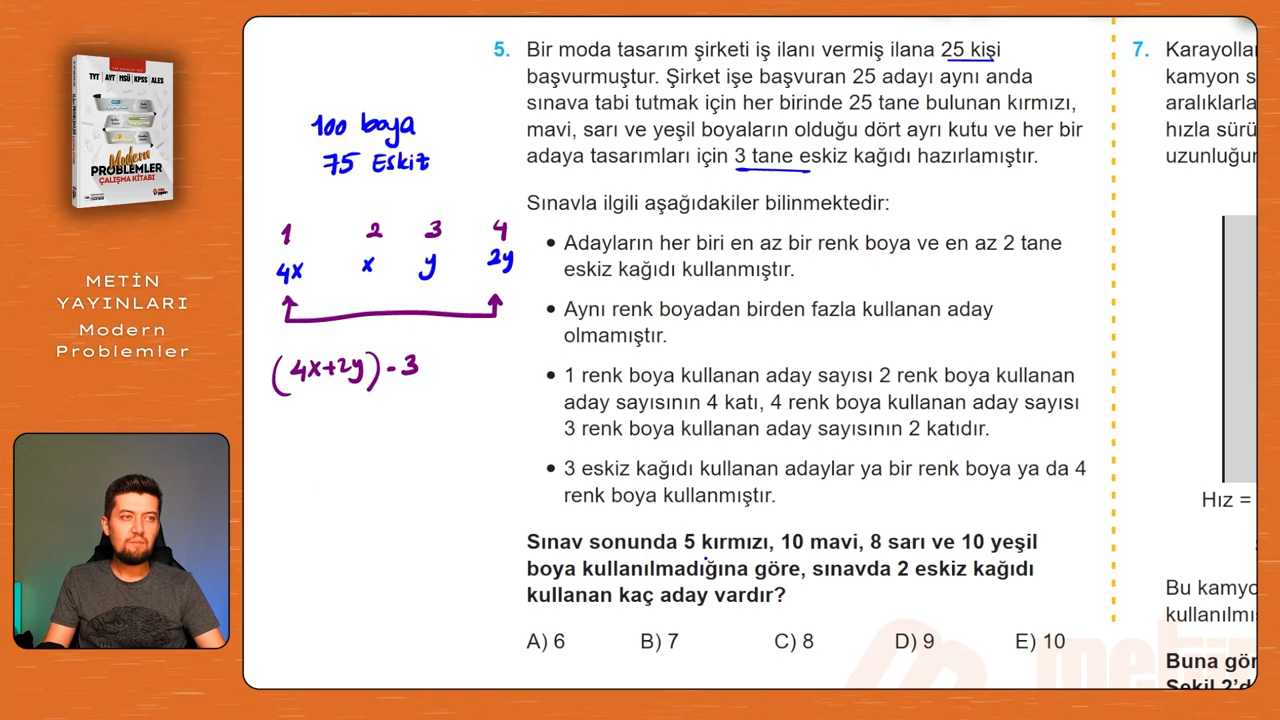 TYT AYT MSÜ KPSS ALES
Modern
PROBLEMLER
ÇALIŞMA KİTABI
METİN
YAYINLARI
Modern
Problemler
100 boya
75 Eskiz
1 2 3 4
4x x y 2y
(4x+2y) - 3
5. Bir moda tasarım şirketi iş ilanı vermiş ilana 25 kişi
başvurmuştur. Şirket işe başvuran 25 adayı aynı anda
sınava tabi tutmak için her birinde 25 tane bulunan kırmızı,
mavi, sarı ve yeşil boyaların olduğu dört ayrı kutu ve her bir
adaya tasarımları için 3 tane eskiz kağıdı hazırlamıştır.
Sınavla ilgili aşağıdakiler bilinmektedir:
• Adayların her biri en az bir renk boya ve en az 2 tane
eskiz kağıdı kullanmıştır.
• Aynı renk boyadan birden fazla kullanan aday
olmamıştır.
• 1 renk boya kullanan aday sayısı 2 renk boya kullanan
aday sayısının 4 katı, 4 renk boya kullanan aday sayısı
3 renk boya kullanan aday sayısının 2 katıdır.
• 3 eskiz kağıdı kullanan adaylar ya bir renk boya ya da 4
renk boya kullanmıştır.
Sınav sonunda 5 kırmızı, 10 mavi, 8 sarı ve 10 yeşil
boya kullanılmadığına göre, sınavda 2 eskiz kağıdı
kullanan kaç aday vardır?
A) 6 B) 7 C) 8 D) 9 E) 10
7. Karayollar
kamyon s
aralıklarla
hızla sürü
uzunluğun
Hız =
Bu kamyo
kullanılmı
Buna gör
Şekil 2'd